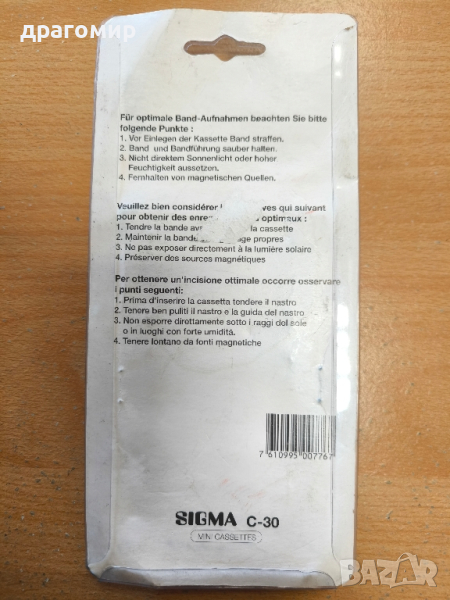 драгомир
Für optimale Band-Aufnahmen beachten Sie bitte
folgende Punkte :
1. Vor Einlegen der Kassette Band straffen.
2. Band und Bandführung sauber halten.
3. Nicht direktem Sonnenlicht oder hoher
Feuchtigkeit aussetzen.
4. Fernhalten von magnetischen Quellen.
Veuillez bien considérer qui suivant
pour obtenir des optimaux :
1. Tendre la bande la cassette
2. Maintenir la bande propres
3. Ne pas exposer directement à la lumière solaire
4. Préserver des sources magnétiques
Per ottenere un'incisione ottimale occorre osservare
i punti seguenti:
1. Prima d'inserire la cassetta tendere il nastro
2. Tenere ben puliti il nastro e la guida del nastro
3. Non esporre direttamente sotto i raggi del sole
o in luoghi con forte umidità.
4. Tenere lontano da fonti magnetiche
7 610995 007767
SIGMA C-30
MINI CASSETTES
BAZAR